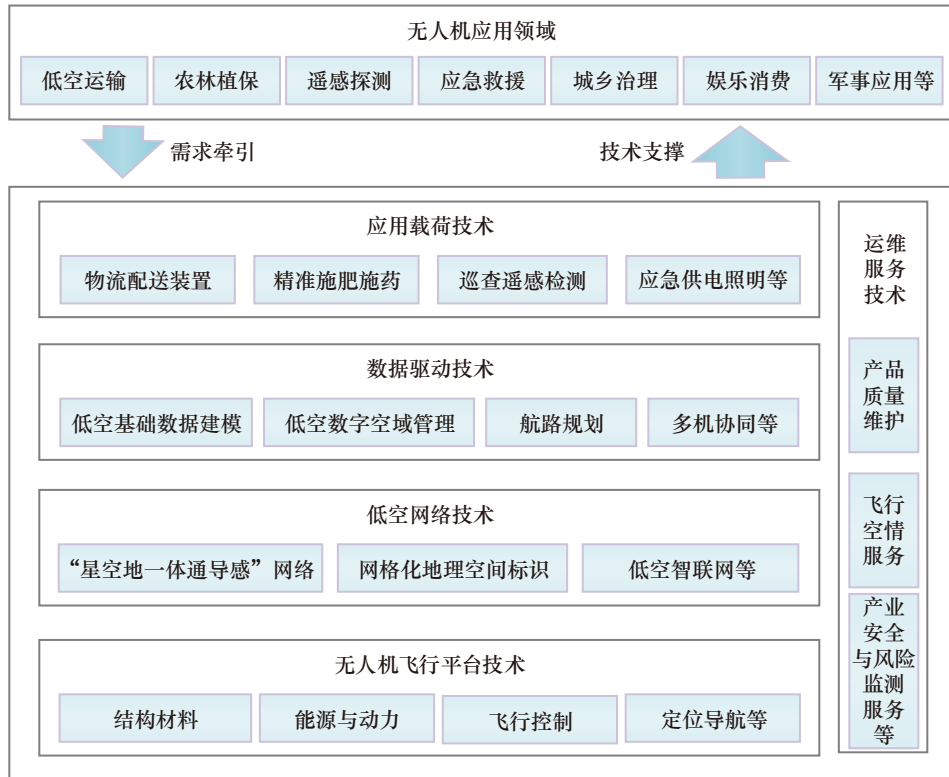 无人机应用领域
低空运输 农林植保 遥感探测 应急救援 城乡治理 娱乐消费 军事应用等
需求牵引 技术支撑
应用载荷技术
物流配送装置 精准施肥施药 巡查遥感检测 应急供电照明等
数据驱动技术
低空基础数据建模 低空数字空域管理 航路规划 多机协同等
低空网络技术
“星空地一体通导感”网络 网格化地理空间标识 低空智联网等
无人机飞行平台技术
结构材料 能源与动力 飞行控制 定位导航等
运维
服务
技术
产品
质量
维护
飞行
空情
服务
产业
安全
与风险
监测
服务
等